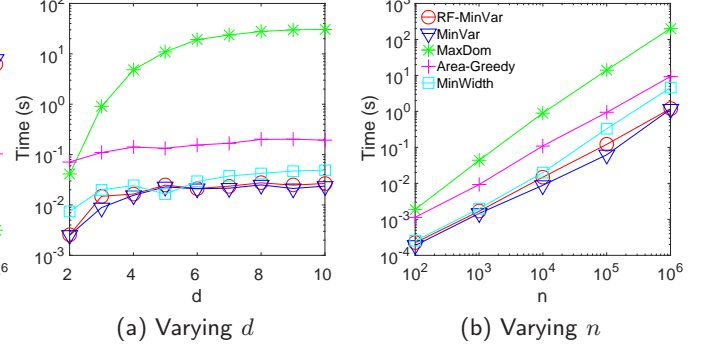 10^2
10^1
10^0
10^-1
10^-2
10^-3
Time (s)
2 4 6 8 10
d
(a) Varying d
6
10^3
10^2
10^1
10^0
10^-1
10^-2
10^-3
10^-4
Time (s)
RF-MinVar
MinVar
MaxDom
Area-Greedy
MinWidth
10^2 10^3 10^4 10^5 10^6
n
(b) Varying n